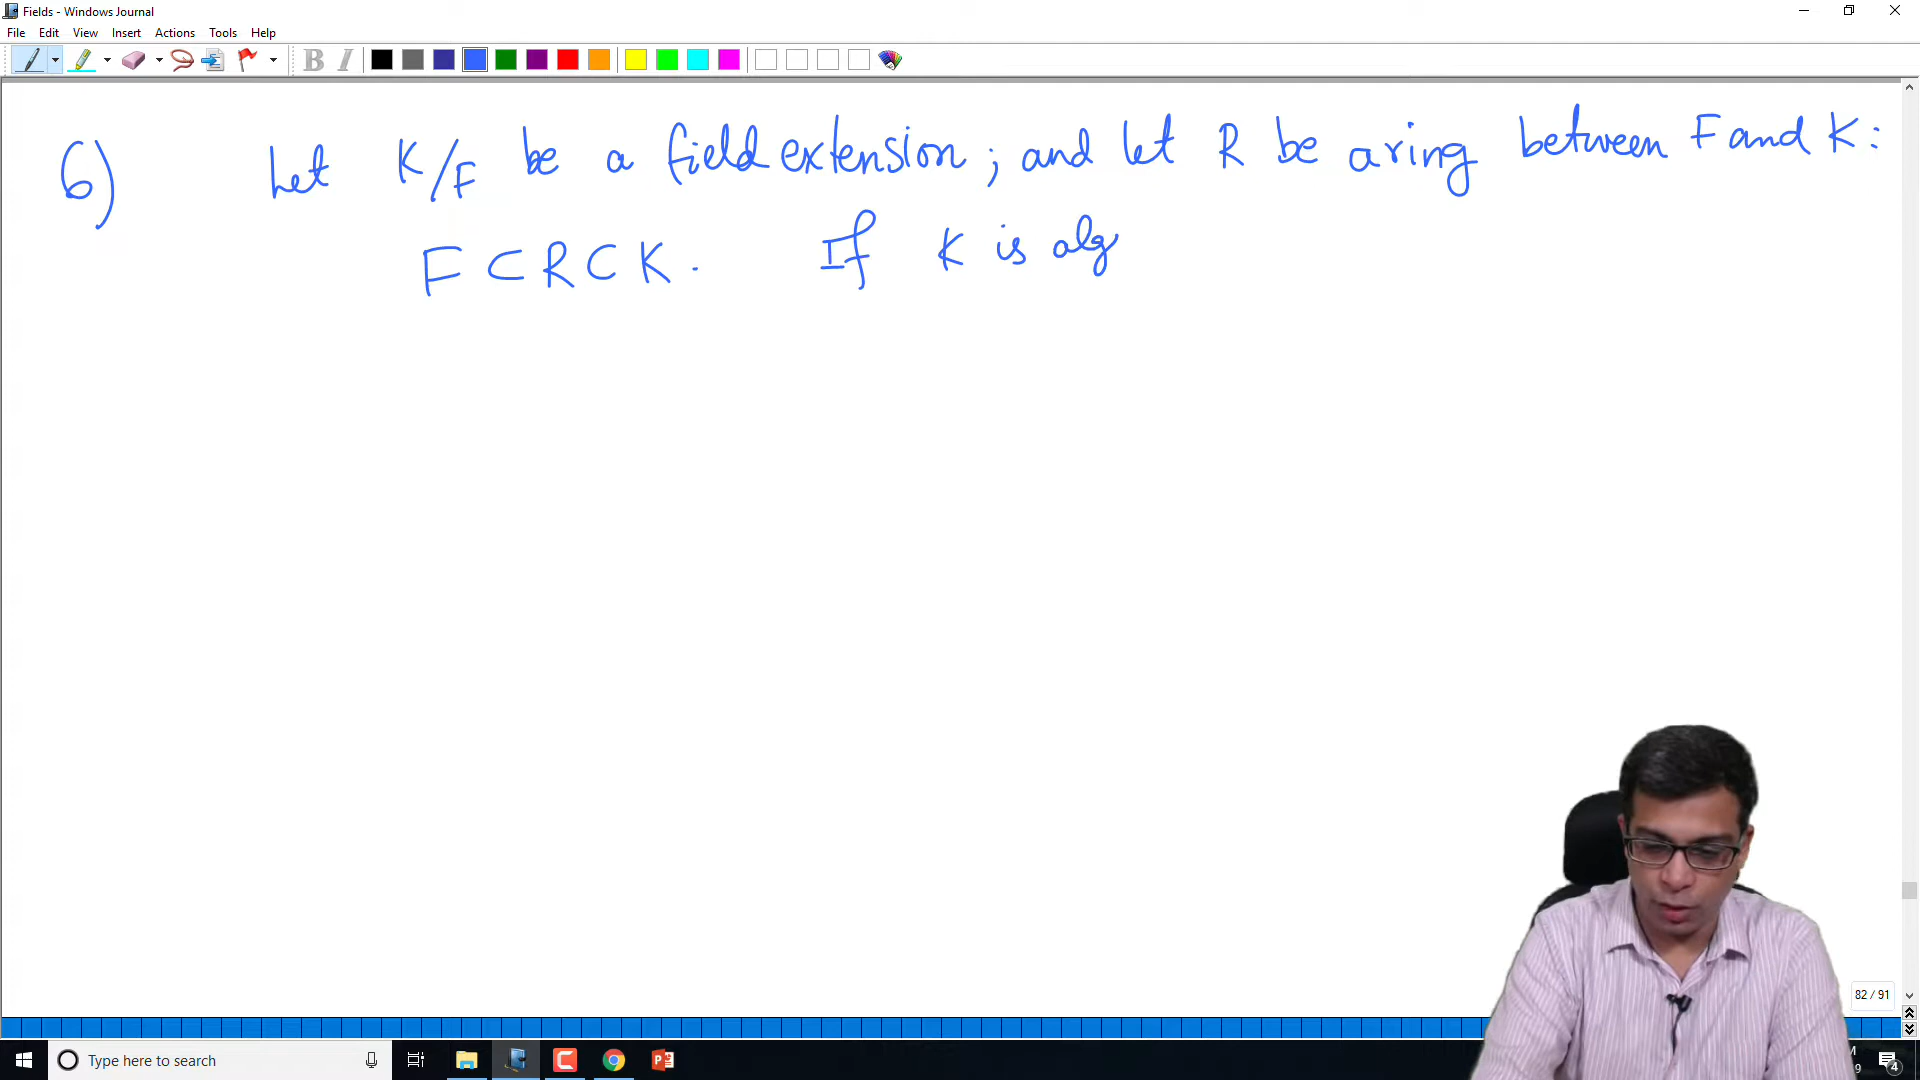 Fields - Windows Journal
File Edit View Insert Actions Tools Help
B I
6) Let K/F be a field extension; and let R be a ring between F and K:
F ⊂ R ⊂ K. If K is alg
82 / 91
Type here to search
4